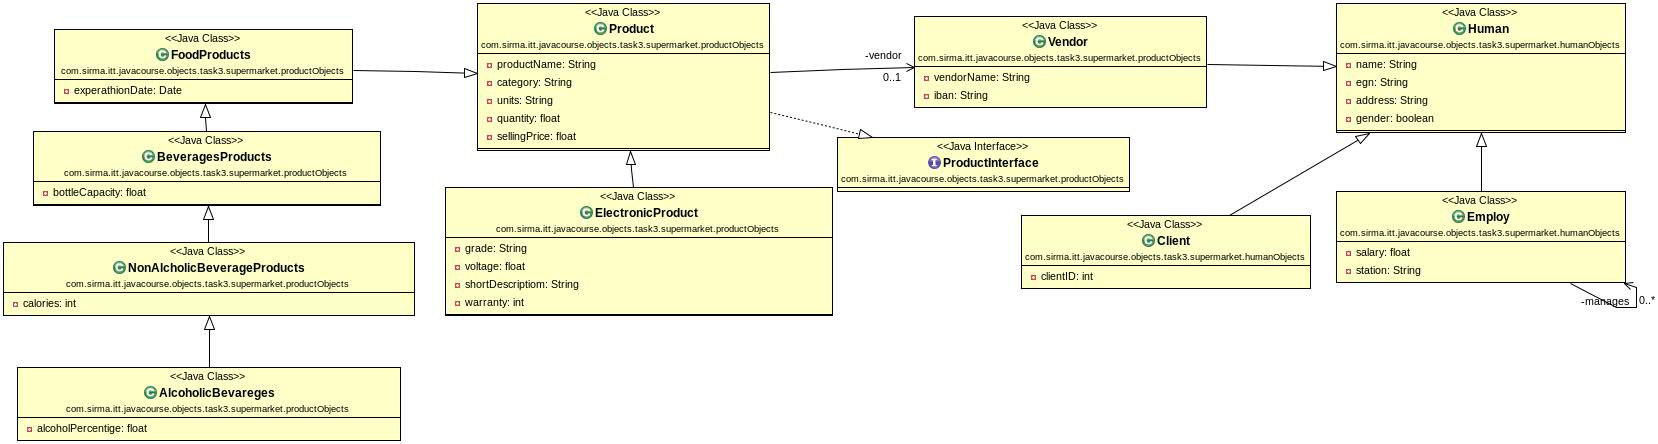 <<Java Class>>
FoodProducts
com.sirma.itt.javacourse.objects.task3.supermarket.productObjects
experathionDate: Date
<<Java Class>>
BeveragesProducts
com.sirma.itt.javacourse.objects.task3.supermarket.productObjects
bottleCapacity: float
<<Java Class>>
NonAlcholicBeverageProducts
com.sirma.itt.javacourse.objects.task3.supermarket.productObjects
calories: int
<<Java Class>>
AlcoholicBevareges
com.sirma.itt.javacourse.objects.task3.supermarket.productObjects
alcoholPercentige: float
<<Java Class>>
Product
com.sirma.itt.javacourse.objects.task3.supermarket.productObjects
productName: String
category: String
units: String
quantity: float
sellingPrice: float
<<Java Class>>
ElectronicProduct
com.sirma.itt.javacourse.objects.task3.supermarket.productObjects
grade: String
voltage: float
shortDescriptiom: String
warranty: int
-vendor
0..1
<<Java Class>>
Vendor
com.sirma.itt.javacourse.objects.task3.supermarket.productObjects
vendorName: String
iban: String
<<Java Interface>>
ProductInterface
com.sirma.itt.javacourse.objects.task3.supermarket.productObjects
<<Java Class>>
Human
com.sirma.itt.javacourse.objects.task3.supermarket.humanObjects
name: String
egn: String
address: String
gender: boolean
<<Java Class>>
Client
com.sirma.itt.javacourse.objects.task3.supermarket.humanObjects
clientID: int
<<Java Class>>
Employ
com.sirma.itt.javacourse.objects.task3.supermarket.humanObjects
salary: float
station: String
-manages
0..*